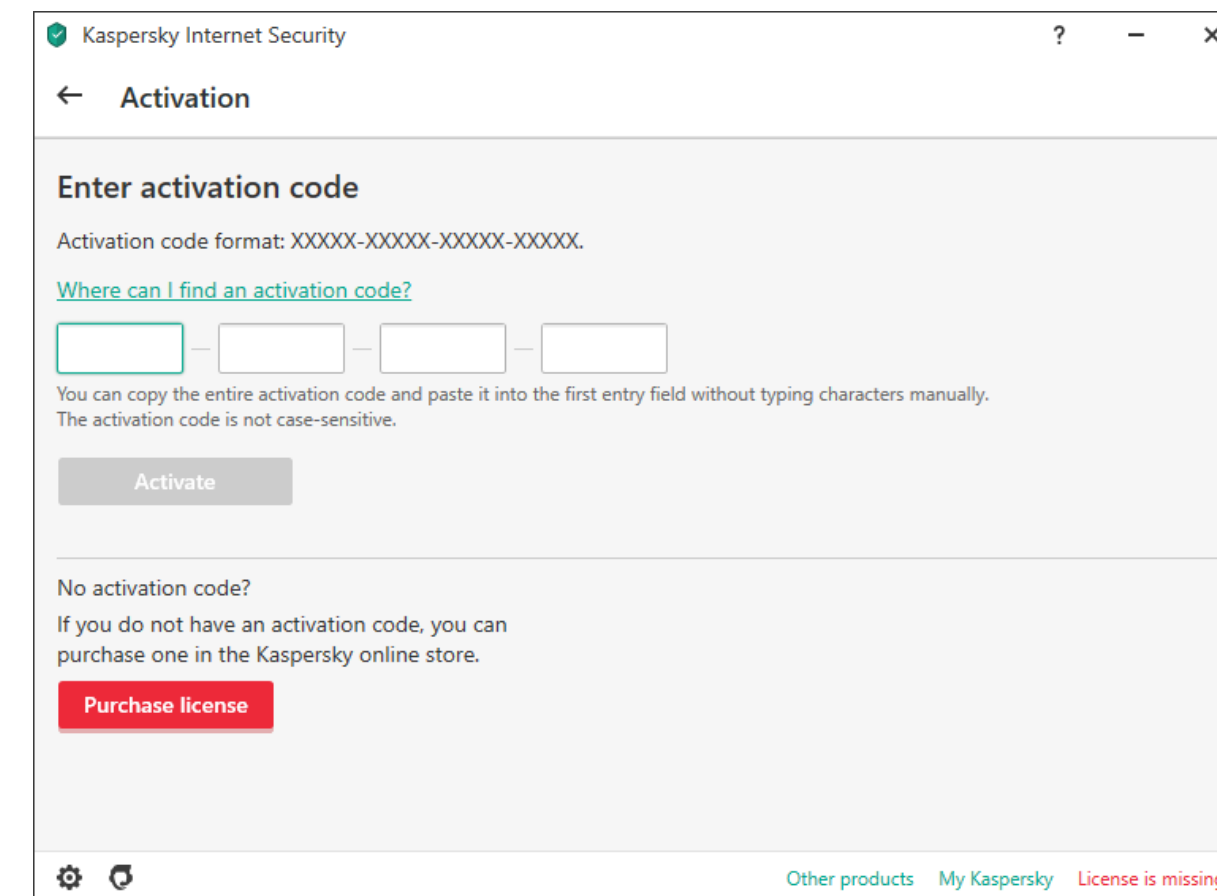 Kaspersky Internet Security ?
Activation
Enter activation code
Activation code format: XXXXX-XXXXX-XXXXX-XXXXX.
Where can I find an activation code?
You can copy the entire activation code and paste it into the first entry field without typing characters manually.
The activation code is not case-sensitive.
Activate
No activation code?
If you do not have an activation code, you can
purchase one in the Kaspersky online store.
Purchase license
Other products My Kaspersky License is missing